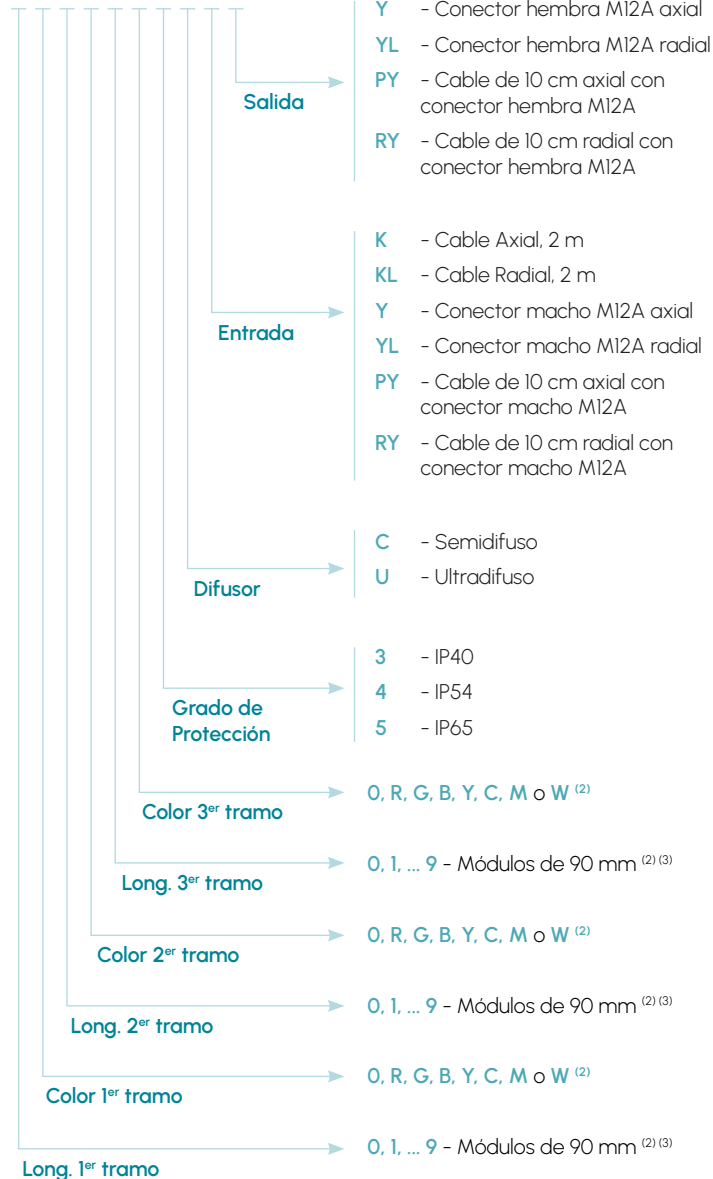 Y - Conector hembra M12A axial
YL - Conector hembra M12A radial
PY - Cable de 10 cm axial con
conector hembra M12A
Salida
RY - Cable de 10 cm radial con
conector hembra M12A
K - Cable Axial, 2 m
KL - Cable Radial, 2 m
Y - Conector macho M12A axial
Entrada
YL - Conector macho M12A radial
PY - Cable de 10 cm axial con
conector macho M12A
RY - Cable de 10 cm radial con
conector macho M12A
C - Semidifuso
U - Ultradifuso
Difusor
3 - IP40
4 - IP54
Grado de
Protección
5 - IP65
0, R, G, B, Y, C, M o W (2)
Color 3er tramo
0, 1, ... 9 - Módulos de 90 mm (2) (3)
Long. 3er tramo
0, R, G, B, Y, C, M o W (2)
Color 2er tramo
0, 1, ... 9 - Módulos de 90 mm (2) (3)
Long. 2er tramo
0, R, G, B, Y, C, M o W (2)
Color 1er tramo
0, 1, ... 9 - Módulos de 90 mm (2) (3)
Long. 1er tramo